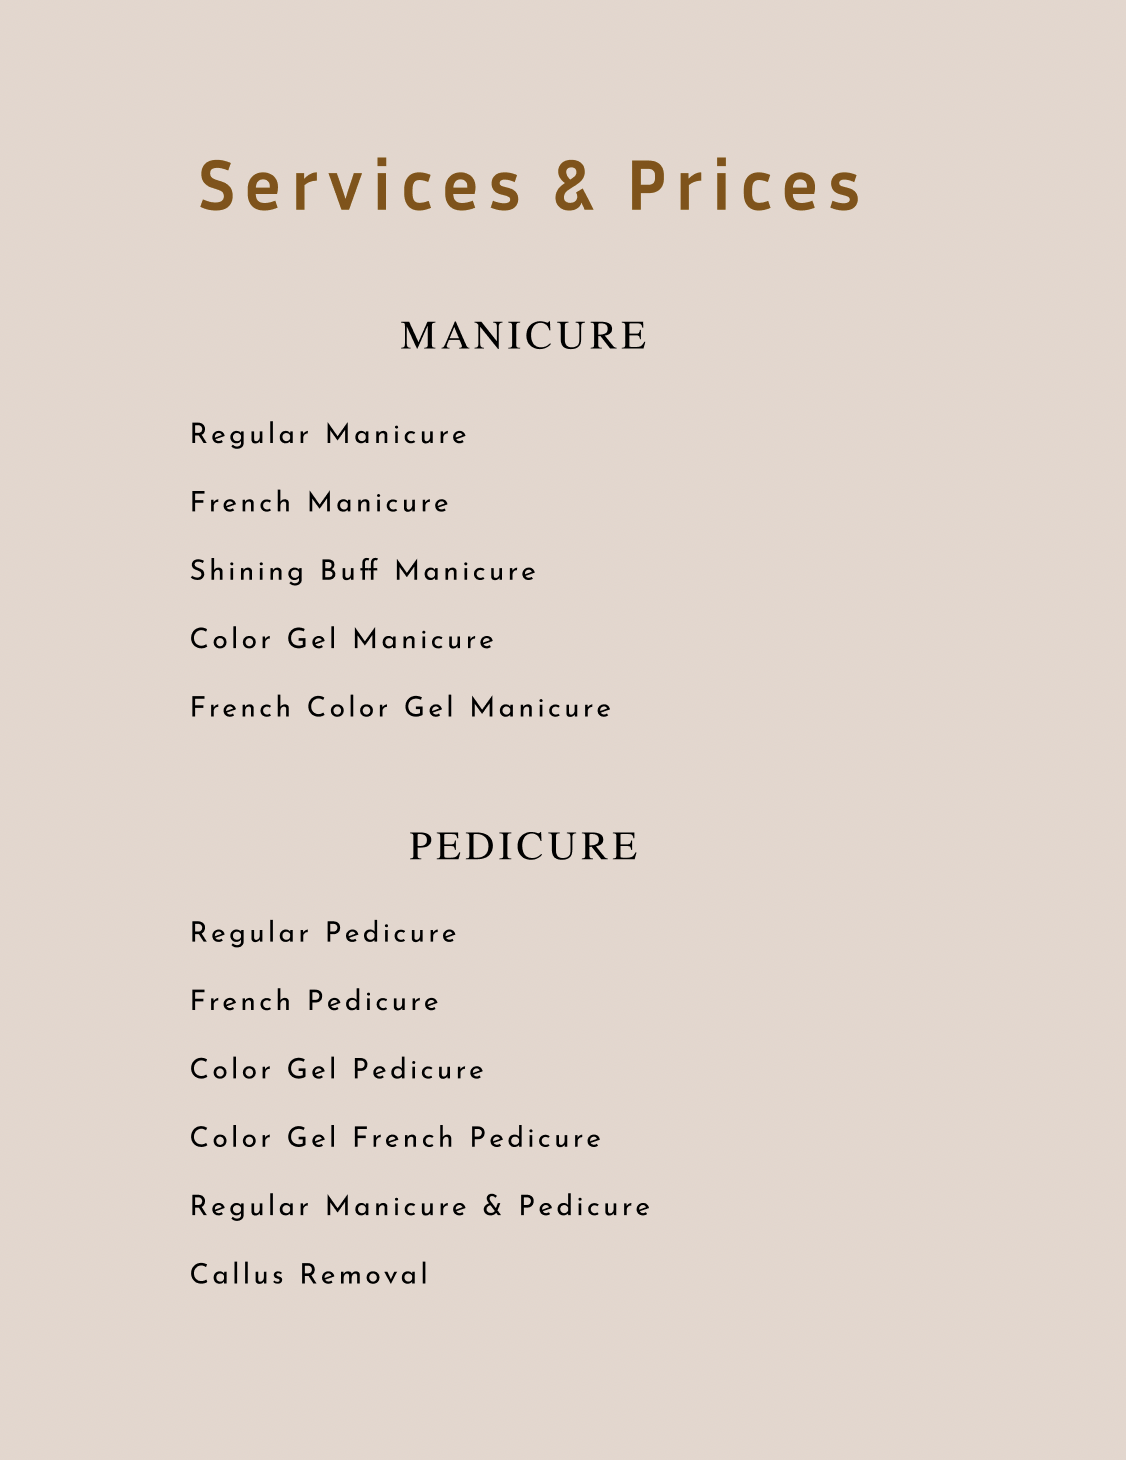 Services & Prices
MANICURE
Regular Manicure
French Manicure
Shining Buff Manicure
Color Gel Manicure
French Color Gel Manicure
PEDICURE
Regular Pedicure
French Pedicure
Color Gel Pedicure
Color Gel French Pedicure
Regular Manicure & Pedicure
Callus Removal